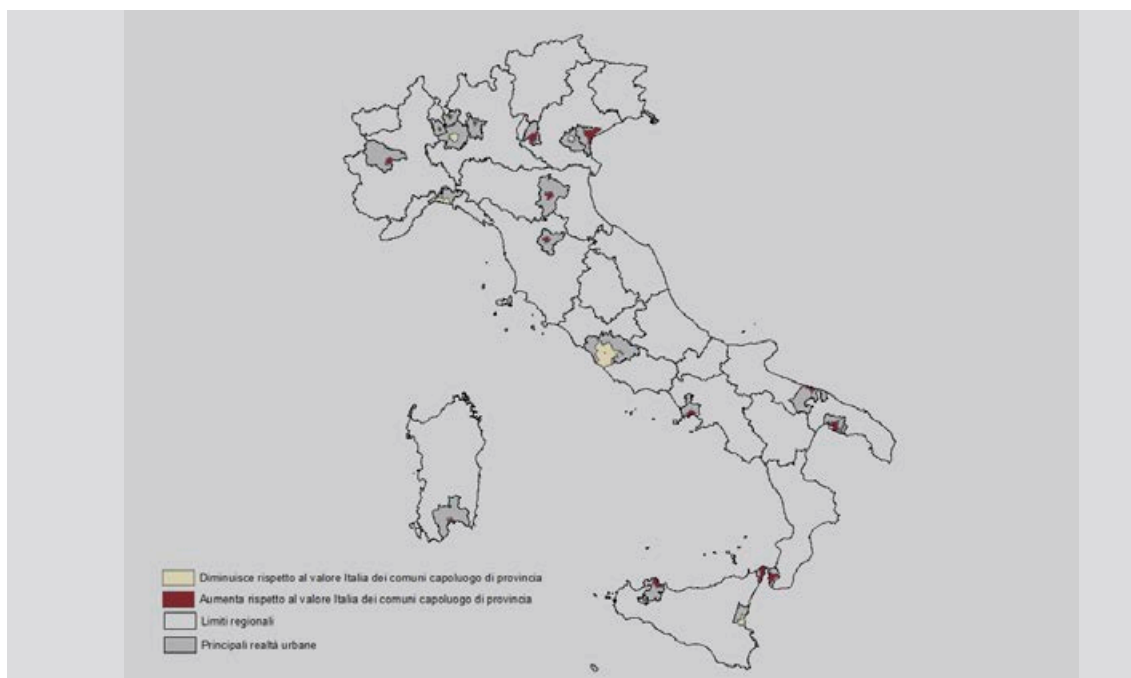 Diminuisce rispetto al valore Italia dei comuni capoluogo di provincia
Aumenta rispetto al valore Italia dei comuni capoluogo di provincia
Limiti regionali
Principali realtà urbane